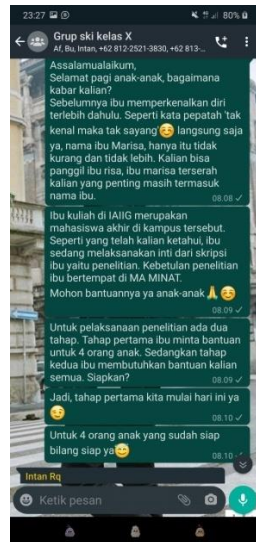 23:27 80%
Grup ski kelas X
Af, Bu, Intan, +62 812-2521-3830, +62 813-...
Assalamualaikum,
Selamat pagi anak-anak, bagaimana
kabar kalian?
Sebelumnya ibu memperkenalkan diri
terlebih dahulu. Seperti kata pepatah 'tak
kenal maka tak sayang'😊 langsung saja
ya, nama ibu Marisa, hanya itu tidak
kurang dan tidak lebih. Kalian bisa
panggil ibu risa, ibu marisa terserah
kalian yang penting masih termasuk
nama ibu. 08.08
Ibu kuliah di IAIIG merupakan
mahasiswa akhir di kampus tersebut.
Seperti yang telah kalian ketahui, ibu
sedang melaksanakan inti dari skripsi
ibu yaitu penelitian. Kebetulan penelitian
ibu bertempat di MA MINAT.
Mohon bantuannya ya anak-anak 🙏😊
08.09
Untuk pelaksanaan penelitian ada dua
tahap. Tahap pertama ibu minta bantuan
untuk 4 orang anak. Sedangkan tahap
kedua ibu membutuhkan bantuan kalian
semua. Siapkan? 08.09
Jadi, tahap pertama kita mulai hari ini ya
😏 08.10
Untuk 4 orang anak yang sudah siap
bilang siap ya😇 08.10
Intan Rq
Ketik pesan